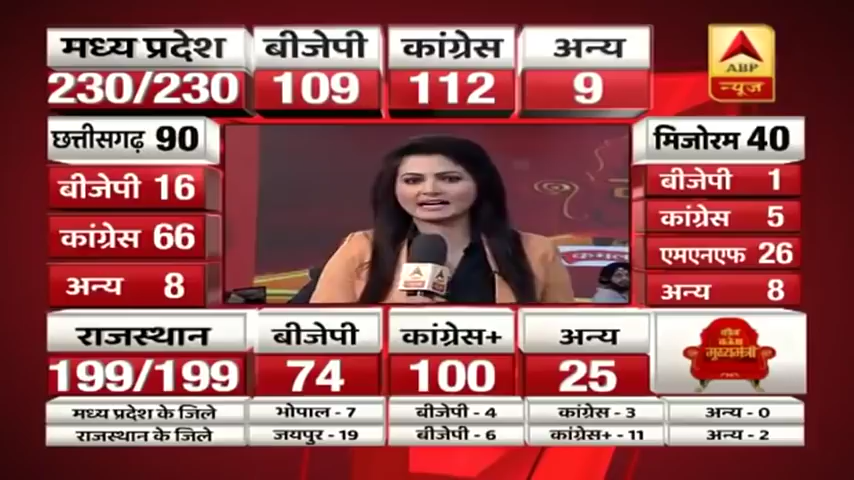 मध्य प्रदेश बीजेपी कांग्रेस अन्य
230/230 109 112 9
ABP
न्यूज़
छत्तीसगढ़ 90
बीजेपी 16
कांग्रेस 66
अन्य 8
मिजोरम 40
बीजेपी 1
कांग्रेस 5
एमएनएफ 26
अन्य 8
राजस्थान बीजेपी कांग्रेस+ अन्य
199/199 74 100 25
कौन बनेगा
मुख्यमंत्री
मध्य प्रदेश के जिले भोपाल - 7 बीजेपी - 4 कांग्रेस - 3 अन्य - 0
राजस्थान के जिले जयपुर - 19 बीजेपी - 6 कांग्रेस+ - 11 अन्य - 2